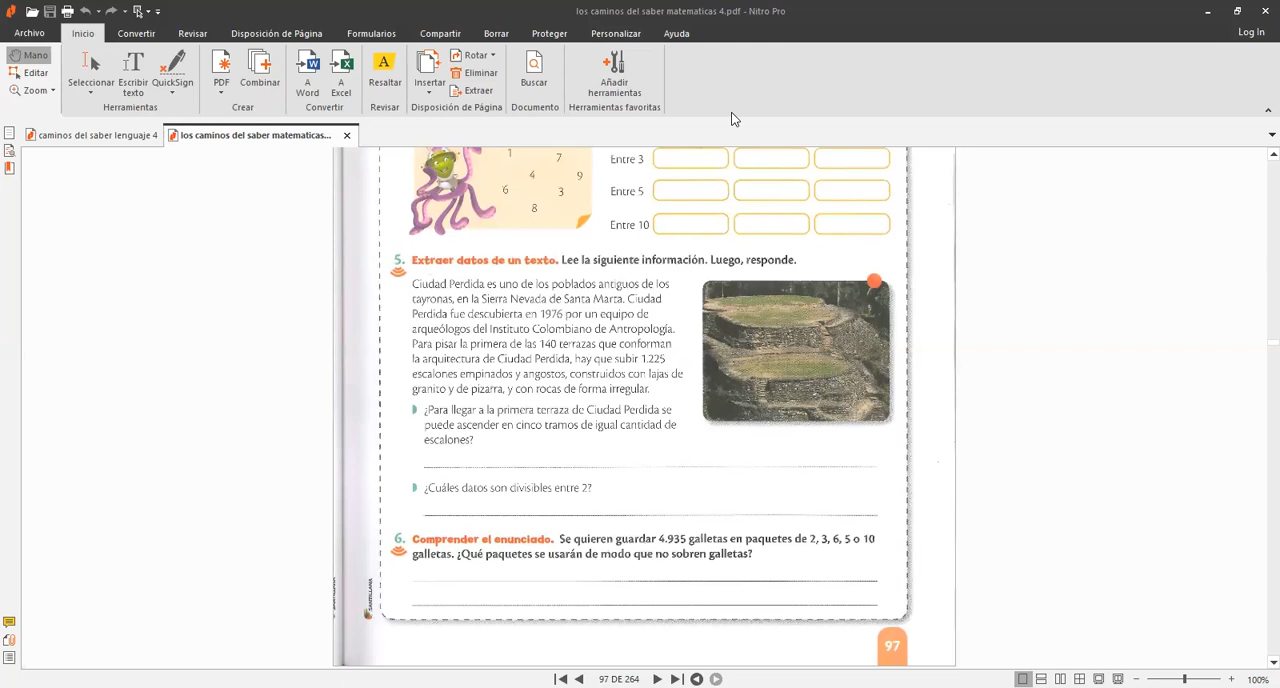 los caminos del saber matematicas 4.pdf - Nitro Pro
Archivo Inicio Convertir Revisar Disposición de Página Formularios Compartir Borrar Proteger Personalizar Ayuda Log In
Mano
Editar
Zoom
Seleccionar
Escribir texto
QuickSign
PDF
Combinar
A Word
A Excel
Resaltar
Insertar
Rotar
Eliminar
Extraer
Buscar
Añadir herramientas
Herramientas Crear Convertir Revisar Disposición de Página Documento Herramientas favoritas
caminos del saber lenguaje 4
los caminos del saber matematicas...
1 7
4 9
6 3
8
Entre 3
Entre 5
Entre 10
5. Extraer datos de un texto. Lee la siguiente información. Luego, responde.
Ciudad Perdida es uno de los poblados antiguos de los
tayronas, en la Sierra Nevada de Santa Marta. Ciudad
Perdida fue descubierta en 1976 por un equipo de
arqueólogos del Instituto Colombiano de Antropología.
Para pisar la primera de las 140 terrazas que conforman
la arquitectura de Ciudad Perdida, hay que subir 1.225
escalones empinados y angostos, construidos con lajas de
granito y de pizarra, y con rocas de forma irregular.
¿Para llegar a la primera terraza de Ciudad Perdida se
puede ascender en cinco tramos de igual cantidad de
escalones?
¿Cuáles datos son divisibles entre 2?
6. Comprender el enunciado. Se quieren guardar 4.935 galletas en paquetes de 2, 3, 6, 5 o 10
galletas. ¿Qué paquetes se usarán de modo que no sobren galletas?
SANTILLANA
97
97 DE 264
100%